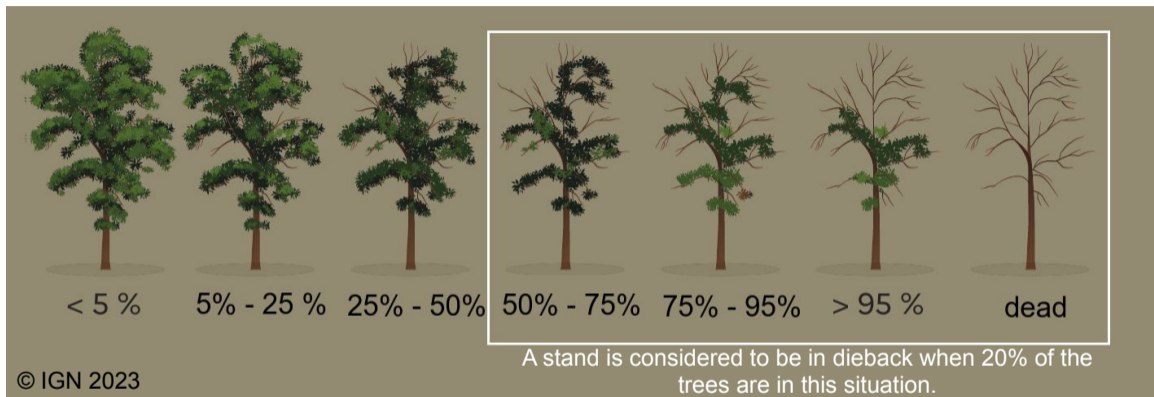 < 5 % 5% - 25 % 25% - 50% 50% - 75% 75% - 95% > 95 % dead
A stand is considered to be in dieback when 20% of the
trees are in this situation.
© IGN 2023